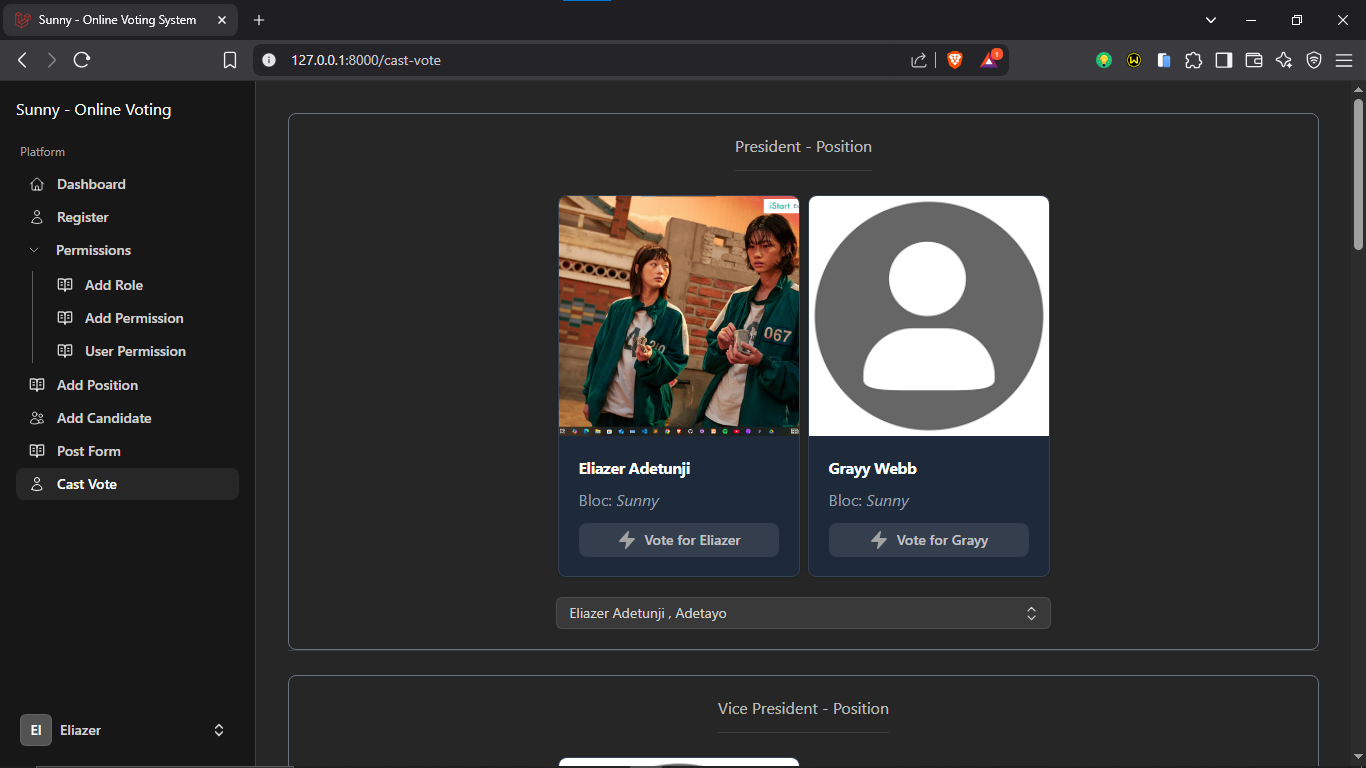 Sunny - Online Voting System
127.0.0.1:8000/cast-vote
1
Sunny - Online Voting
Platform
Dashboard
Register
Permissions
Add Role
Add Permission
User Permission
Add Position
Add Candidate
Post Form
Cast Vote
EI
Eliazer
President - Position
iStart
067
Eliazer Adetunji
Bloc: Sunny
Vote for Eliazer
Grayy Webb
Bloc: Sunny
Vote for Grayy
Eliazer Adetunji , Adetayo
Vice President - Position